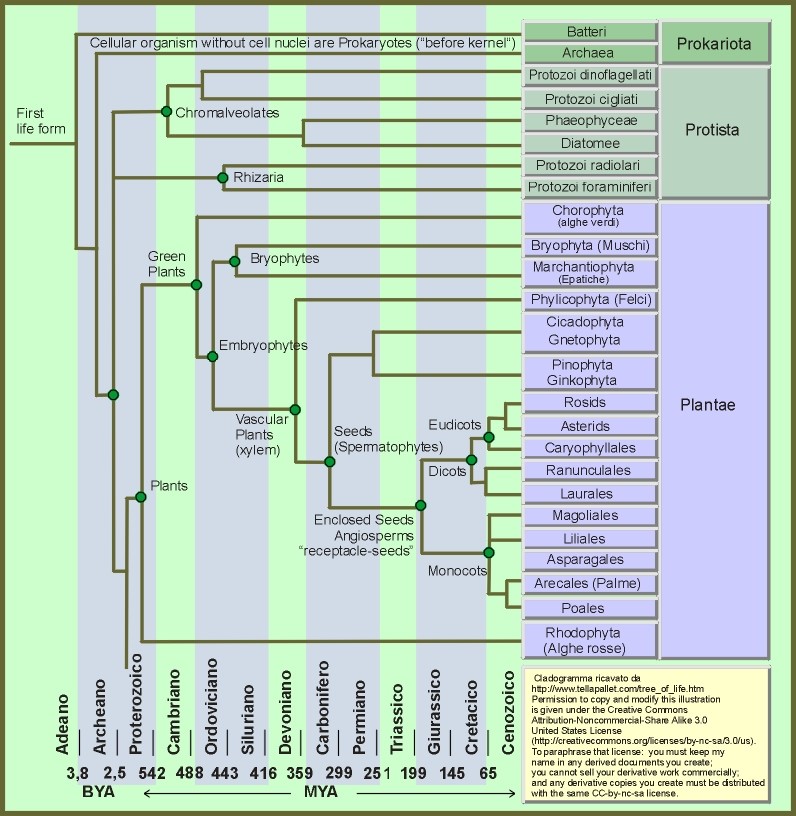 Batteri
Cellular organism without cell nuclei are Prokaryotes (“before kernel“)
Archaea
Prokariota
Protozoi dinoflagellati
Protozoi cigliati
Chromalveolates
Phaeophyceae
Diatomee
First
life form
Protista
Protozoi radiolari
Rhizaria
Protozoi foraminiferi
Chorophyta
(alghe verdi)
Green
Plants
Bryophyta (Muschi)
Bryophytes
Marchantiophyta
(Epatiche)
Phylicophyta (Felci)
Cicadophyta
Gnetophyta
Embryophytes
Pinophyta
Ginkophyta
Plantae
Rosids
Vascular
Plants
(xylem)
Seeds
(Spermatophytes)
Eudicots
Asterids
Caryophyllales
Dicots
Ranunculales
Laurales
Plants
Enclosed Seeds
Angiosperms
“receptacle-seeds”
Magoliales
Liliales
Monocots
Asparagales
Arecales (Palme)
Poales
Rhodophyta
(Alghe rosse)
Adeano
Archeano
Proterozoico
Cambriano
Ordoviciano
Siluriano
Devoniano
Carbonifero
Permiano
Triassico
Giurassico
Cretacico
Cenozoico
3,8 2,5 542 488 443 416 359 299 251 199 145 65
BYA MYA
Cladogramma ricavato da
http://www.tellapallet.com/tree_of_life.htm
Permission to copy and modify this illustration
is given under the Creative Commons
Attribution-Noncommercial-Share Alike 3.0
United States License
(http://creativecommons.org/licenses/by-nc-sa/3.0/us).
To paraphrase that license: you must keep my
name in any derived documents you create;
you cannot sell your derivative work commercially;
and any derivative copies you create must be distributed
with the same CC-by-nc-sa license.